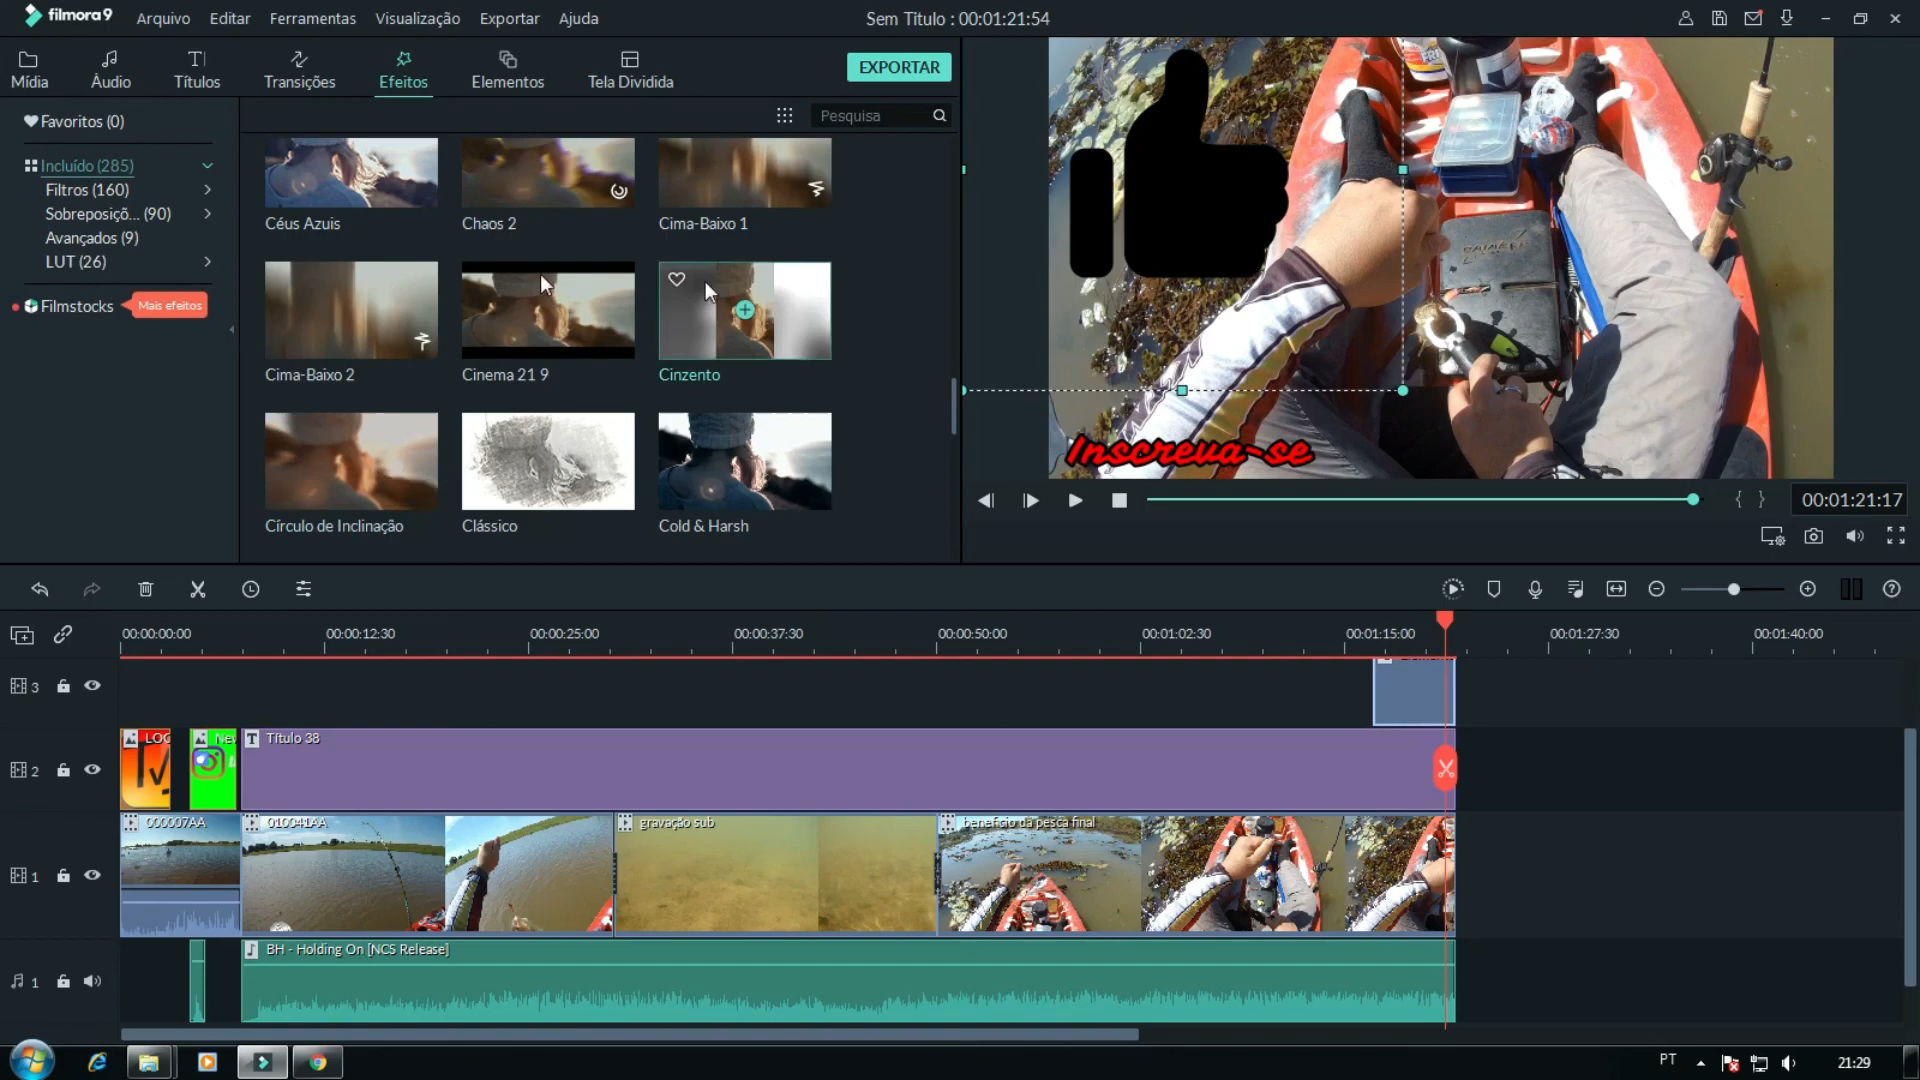 filmora9 Arquivo Editar Ferramentas Visualização Exportar Ajuda Sem Titulo : 00:01:21:54
Mídia Áudio Títulos Transições Efeitos Elementos Tela Dividida EXPORTAR
Favoritos (0)
Pesquisa
Incluído (285)
Filtros (160)
Sobreposiçõ... (90)
Avançados (9)
LUT (26)
Filmstocks Mais efeitos
Céus Azuis Chaos 2 Cima-Baixo 1
Cima-Baixo 2 Cinema 21 9 Cinzento
Círculo de Inclinação Clássico Cold & Harsh
Inscreva-se
{ } 00:01:21:17
00:00:00:00 00:00:12:30 00:00:25:00 00:00:37:30 00:00:50:00 00:01:02:30 00:01:15:00 00:01:27:30 00:01:40:00
3
2 Título 38
1 000007AA 010041AA gravação sub beneficio da pesca final
1 BH - Holding On [NCS Release]
PT 21:29